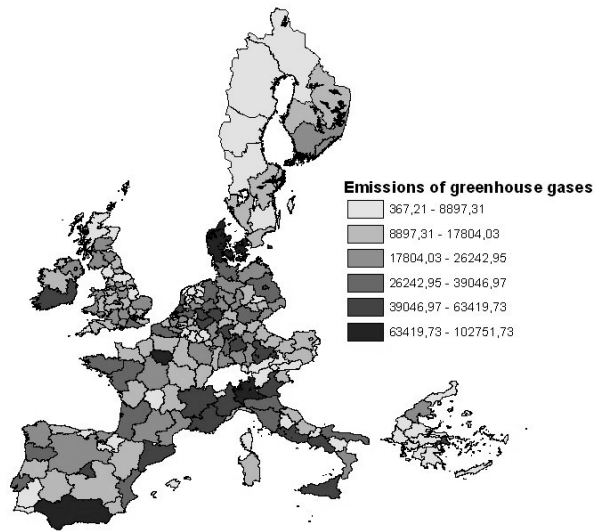 Emissions of greenhouse gases
367,21 - 8897,31
8897,31 - 17804,03
17804,03 - 26242,95
26242,95 - 39046,97
39046,97 - 63419,73
63419,73 - 102751,73